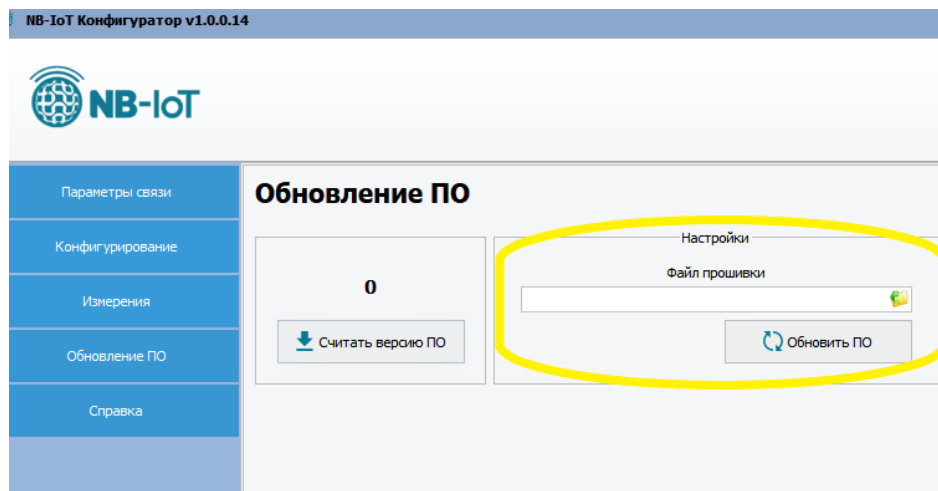 NB-IoT Конфигуратор v1.0.0.14
NB-IoT
Параметры связи
Конфигурирование
Измерения
Обновление ПО
Справка
Обновление ПО
0
Считать версию ПО
Настройки
Файл прошивки
Обновить ПО